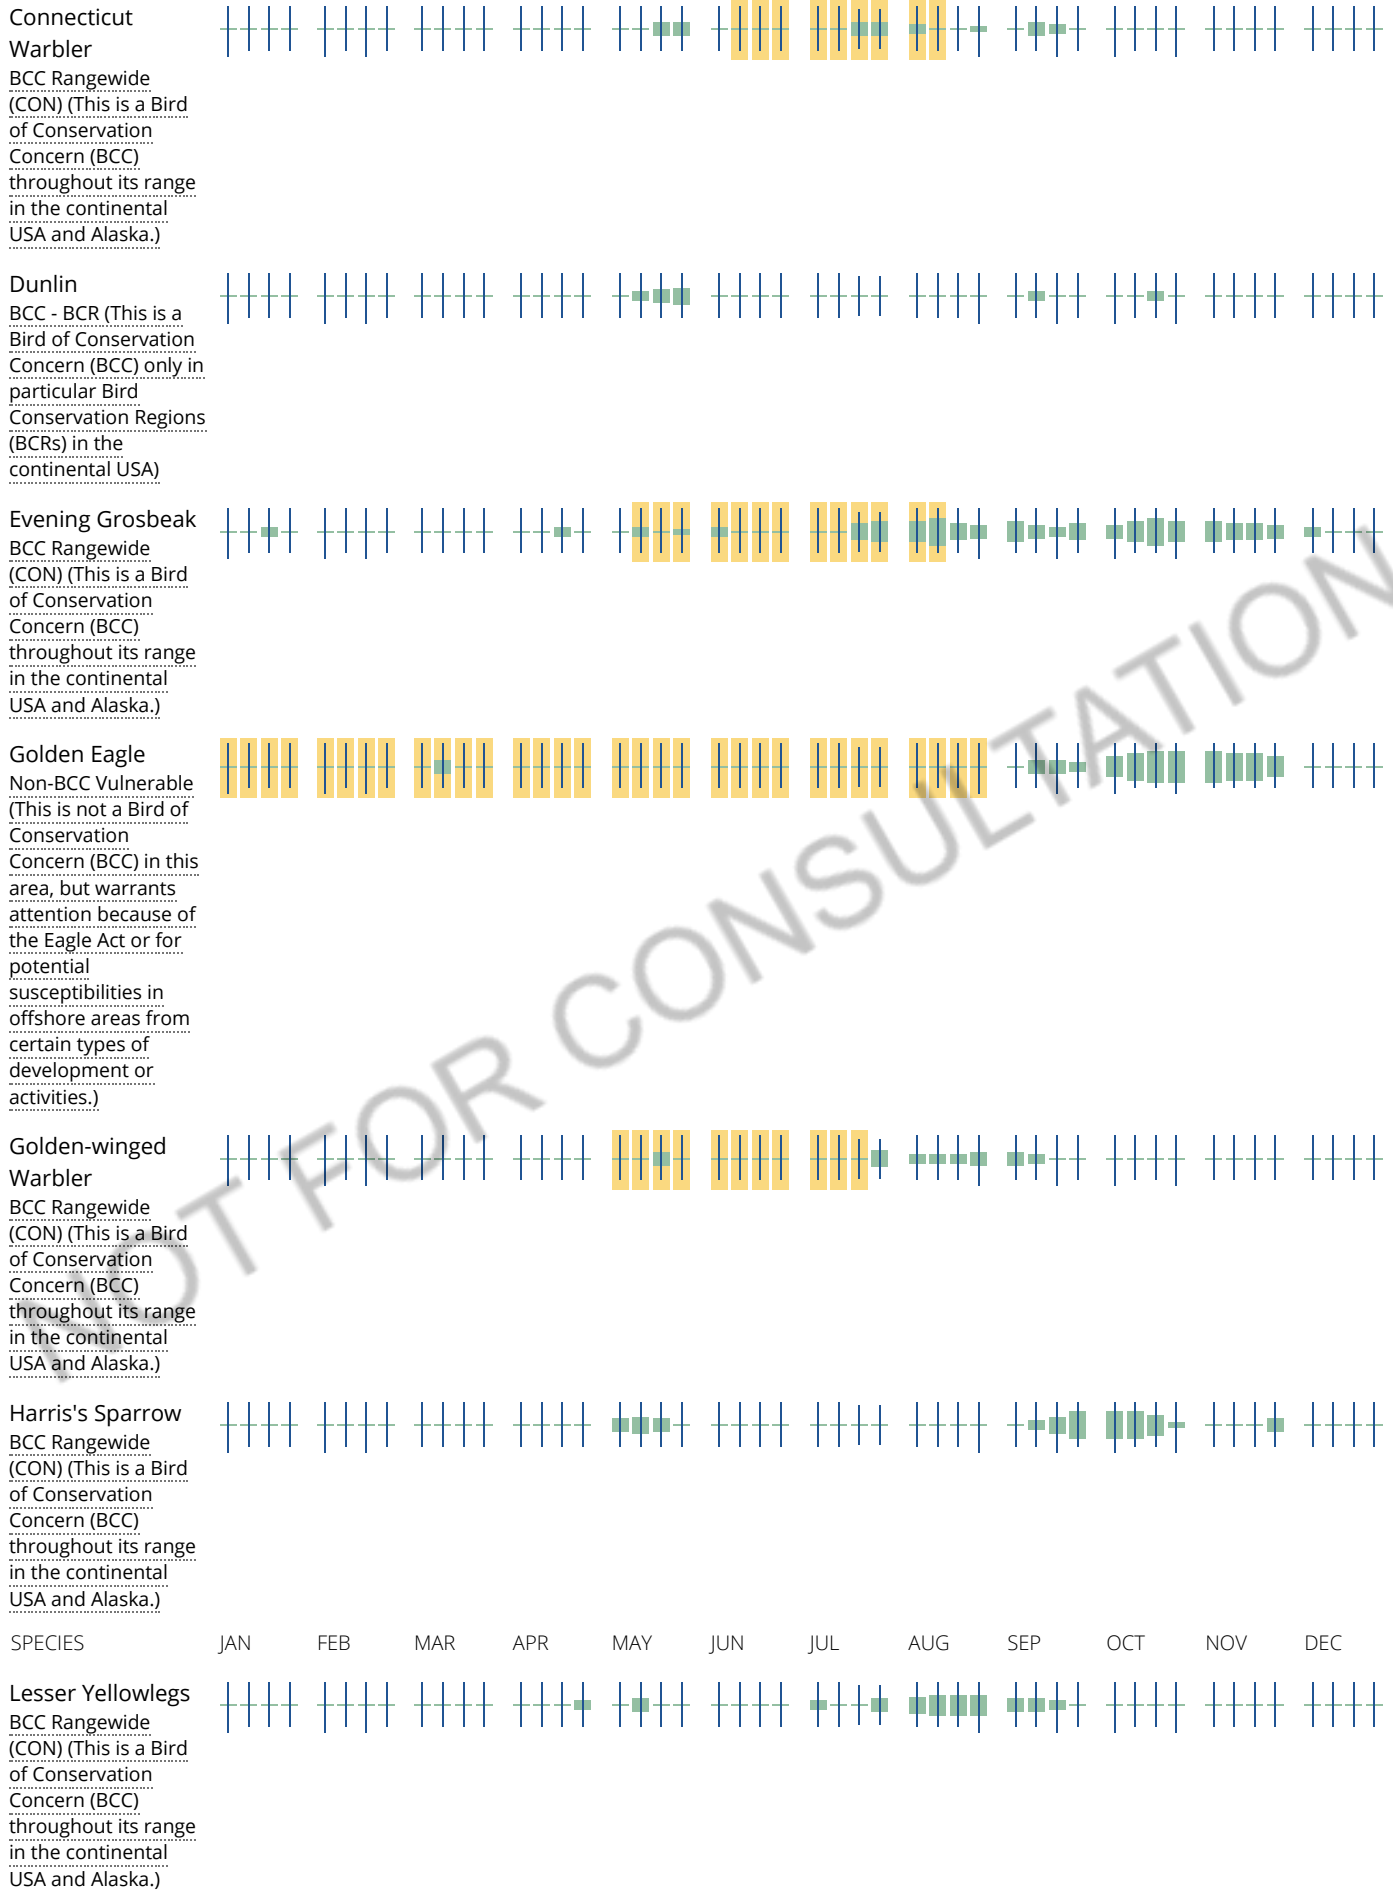 Connecticut
Warbler
BCC Rangewide
(CON) (This is a Bird
of Conservation
Concern (BCC)
throughout its range
in the continental
USA and Alaska.)
Dunlin
BCC - BCR (This is a
Bird of Conservation
Concern (BCC) only in
particular Bird
Conservation Regions
(BCRs) in the
continental USA)
Evening Grosbeak
BCC Rangewide
(CON) (This is a Bird
of Conservation
Concern (BCC)
throughout its range
in the continental
USA and Alaska.)
Golden Eagle
Non-BCC Vulnerable
(This is not a Bird of
Conservation
Concern (BCC) in this
area, but warrants
attention because of
the Eagle Act or for
potential
susceptibilities in
offshore areas from
certain types of
development or
activities.)
Golden-winged
Warbler
BCC Rangewide
(CON) (This is a Bird
of Conservation
Concern (BCC)
throughout its range
in the continental
USA and Alaska.)
Harris's Sparrow
BCC Rangewide
(CON) (This is a Bird
of Conservation
Concern (BCC)
throughout its range
in the continental
USA and Alaska.)
SPECIES JAN FEB MAR APR MAY JUN JUL AUG SEP OCT NOV DEC
Lesser Yellowlegs
BCC Rangewide
(CON) (This is a Bird
of Conservation
Concern (BCC)
throughout its range
in the continental
USA and Alaska.)
NOT FOR CONSULTATION